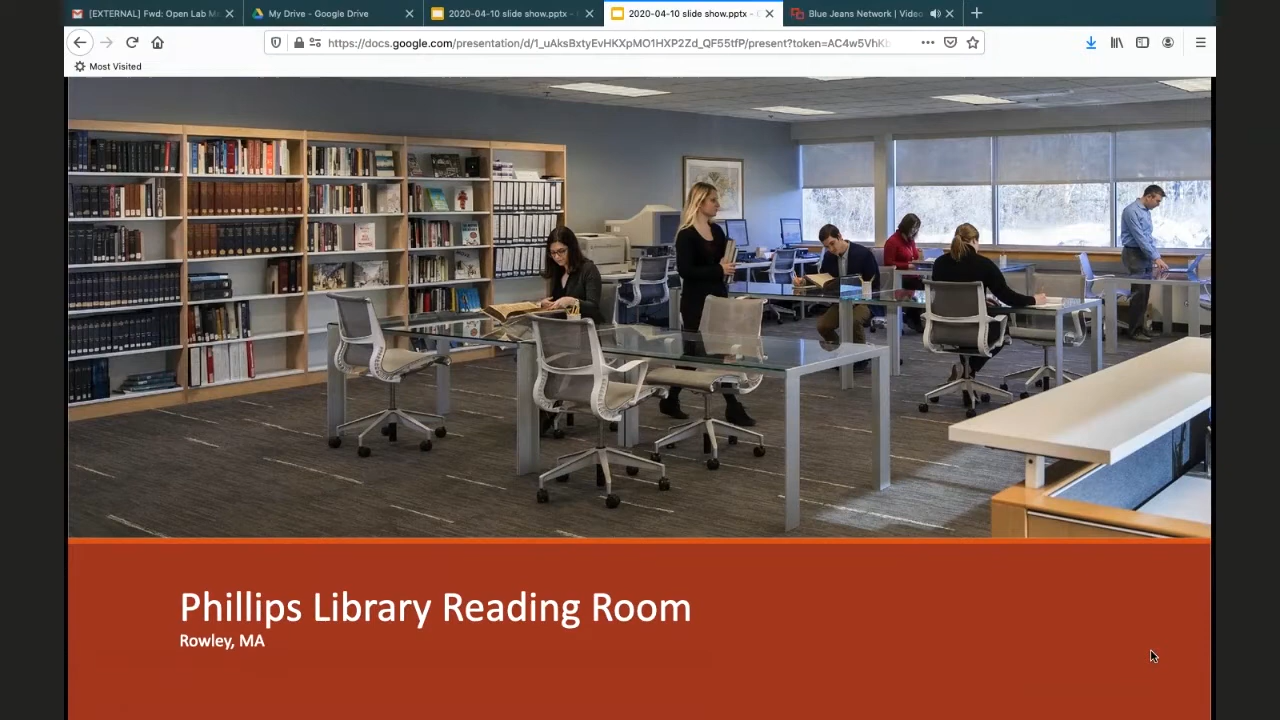 [EXTERNAL] Fwd: Open Lab M
My Drive - Google Drive
2020-04-10 slide show.pptx -
2020-04-10 slide show.pptx -
Blue Jeans Network | Video
https://docs.google.com/presentation/d/1_uAksBxtyEvHKXpMO1HXP2Zd_QF55tfP/present?token=AC4w5VhK
Most Visited
Phillips Library Reading Room
Rowley, MA